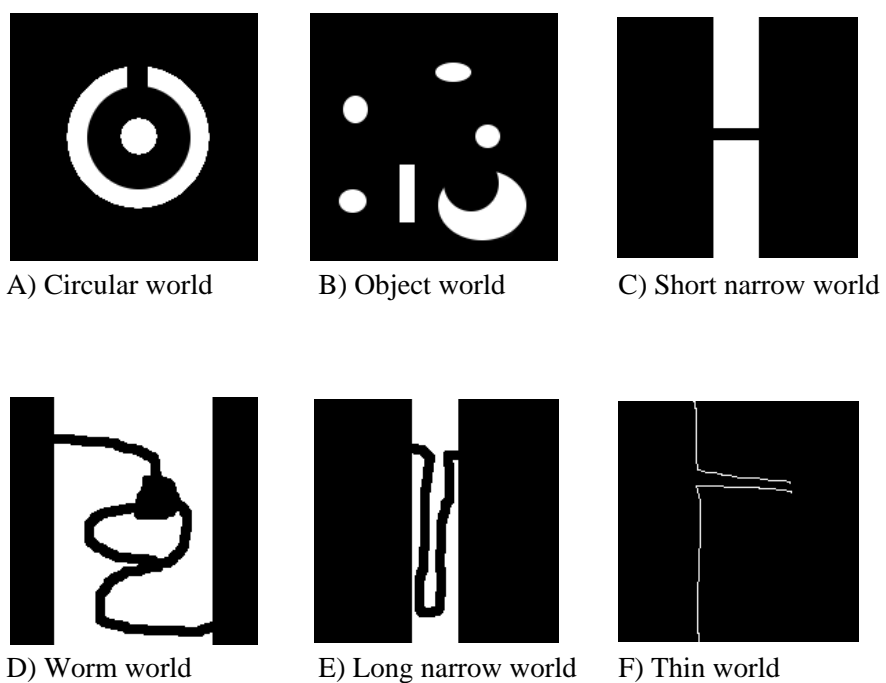 A) Circular world
B) Object world
C) Short narrow world
D) Worm world
E) Long narrow world
F) Thin world